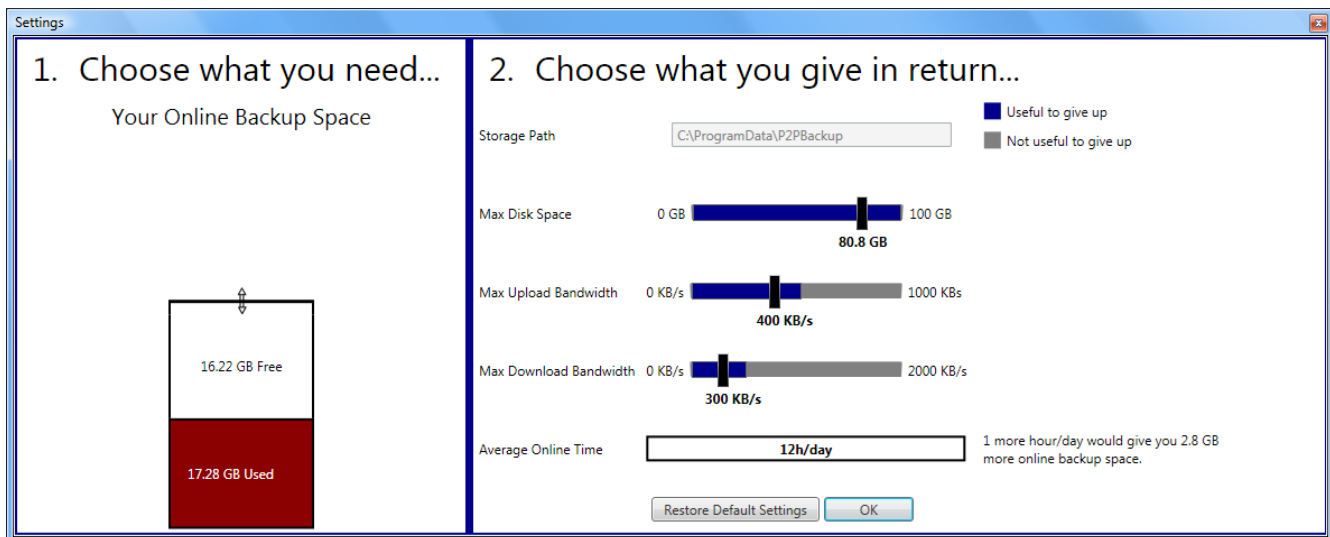 Settings
1. Choose what you need...
Your Online Backup Space
16.22 GB Free
17.28 GB Used
2. Choose what you give in return...
Useful to give up
Not useful to give up
Storage Path C:\ProgramData\P2PBackup
Max Disk Space 0 GB 100 GB
80.8 GB
Max Upload Bandwidth 0 KB/s 1000 KBs
400 KB/s
Max Download Bandwidth 0 KB/s 2000 KB/s
300 KB/s
Average Online Time 12h/day
1 more hour/day would give you 2.8 GB
more online backup space.
Restore Default Settings OK